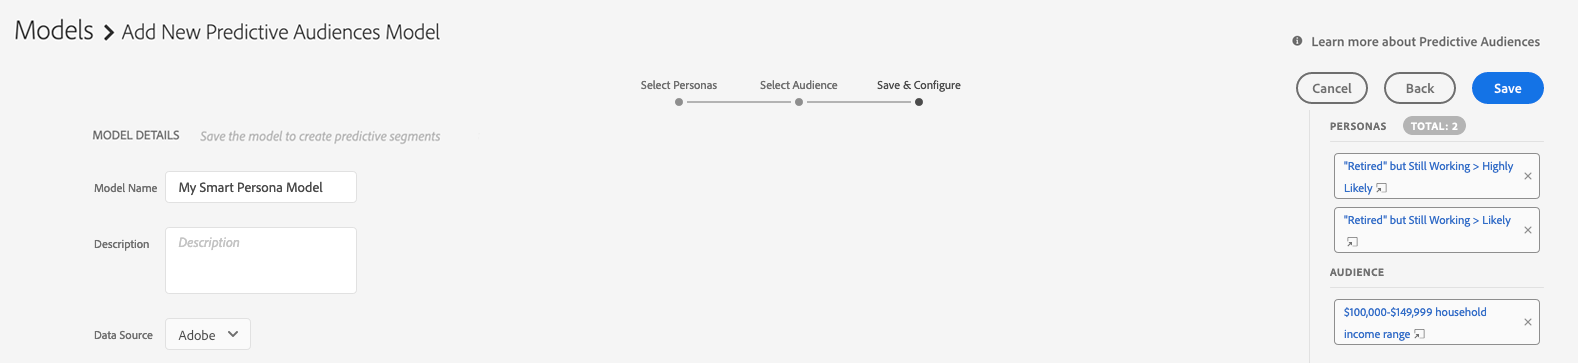 Models > Add New Predictive Audiences Model
Learn more about Predictive Audiences
Select Personas Select Audience Save & Configure
Cancel Back Save
MODEL DETAILS Save the model to create predictive segments
Model Name My Smart Persona Model
Description Description
Data Source Adobe
PERSONAS TOTAL: 2
"Retired" but Still Working > Highly
Likely
"Retired" but Still Working > Likely
AUDIENCE
$100,000-$149,999 household
income range